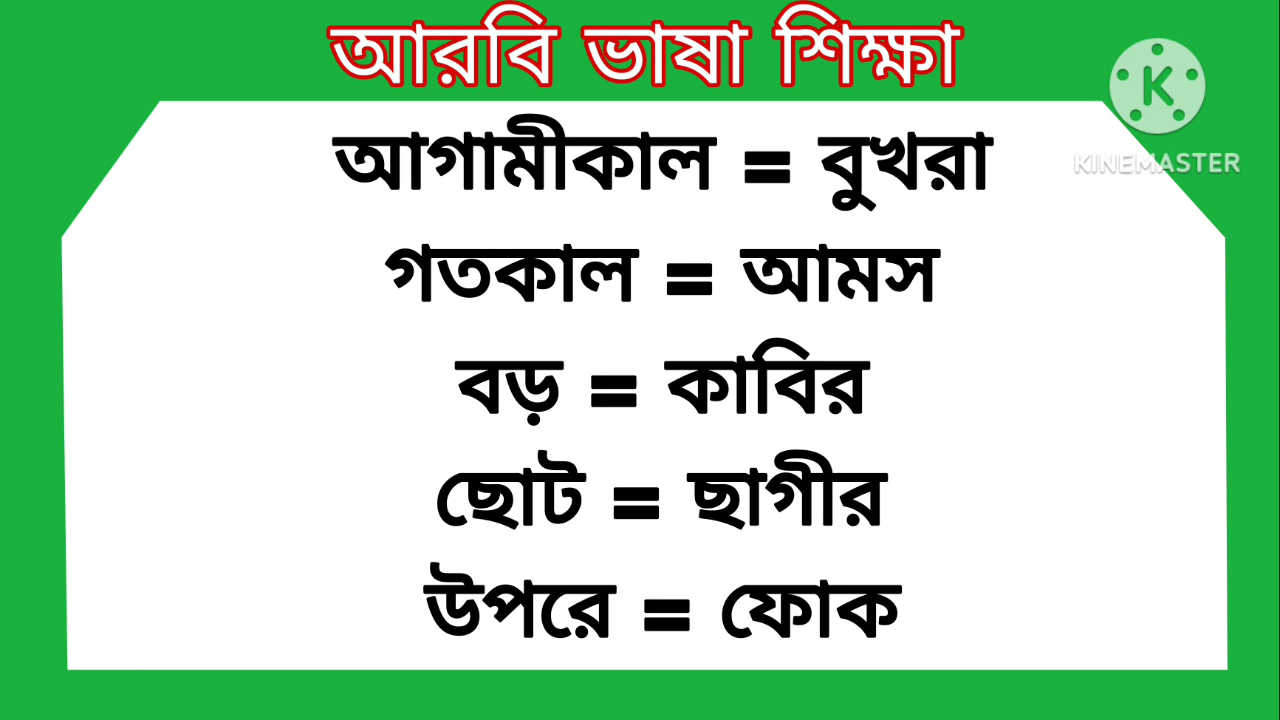 আরবি ভাষা শিক্ষা
K
KINEMASTER
আগামীকাল = বুখরা
গতকাল = আমস
বড় = কাবির
ছোট = ছাগীর
উপরে = ফোক